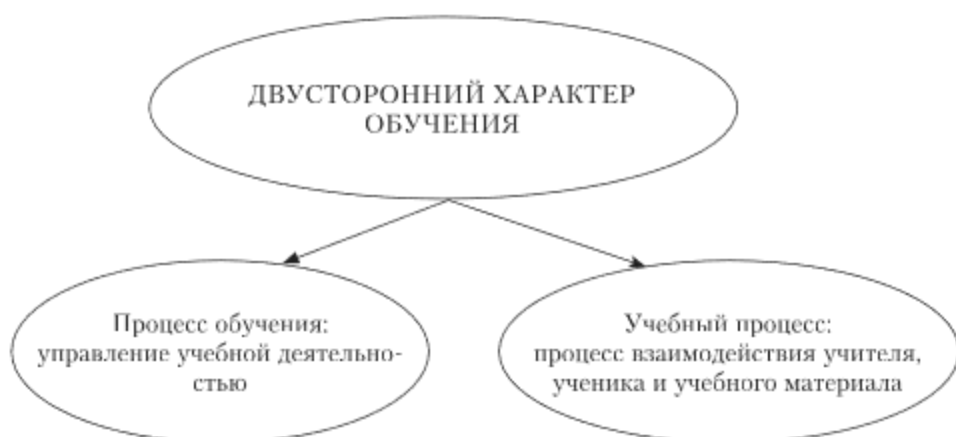 ДВУСТОРОННИЙ ХАРАКТЕР
ОБУЧЕНИЯ
Процесс обучения:
управление учебной деятельно-
стью
Учебный процесс:
процесс взаимодействия учителя,
ученика и учебного материала